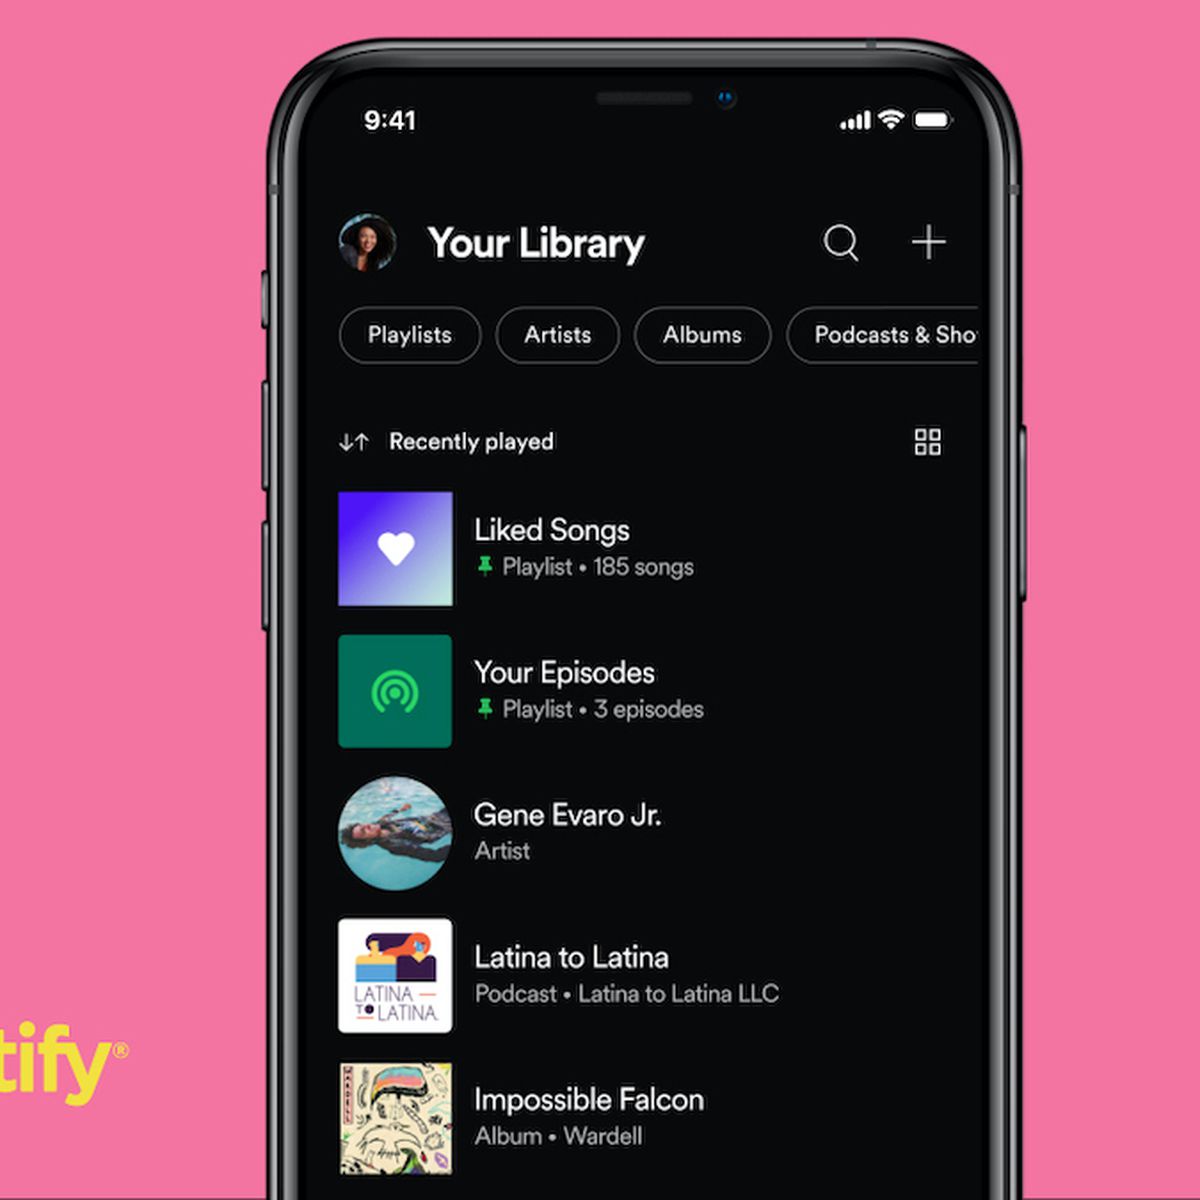 9:41
Your Library
Playlists
Artists
Albums
Podcasts & Sho
Recently played
Liked Songs
Playlist • 185 songs
Your Episodes
Playlist • 3 episodes
Gene Evaro Jr.
Artist
LATINA
TO LATINA
Latina to Latina
Podcast • Latina to Latina LLC
tify®
WARDELL
Impossible Falcon
Album • Wardell